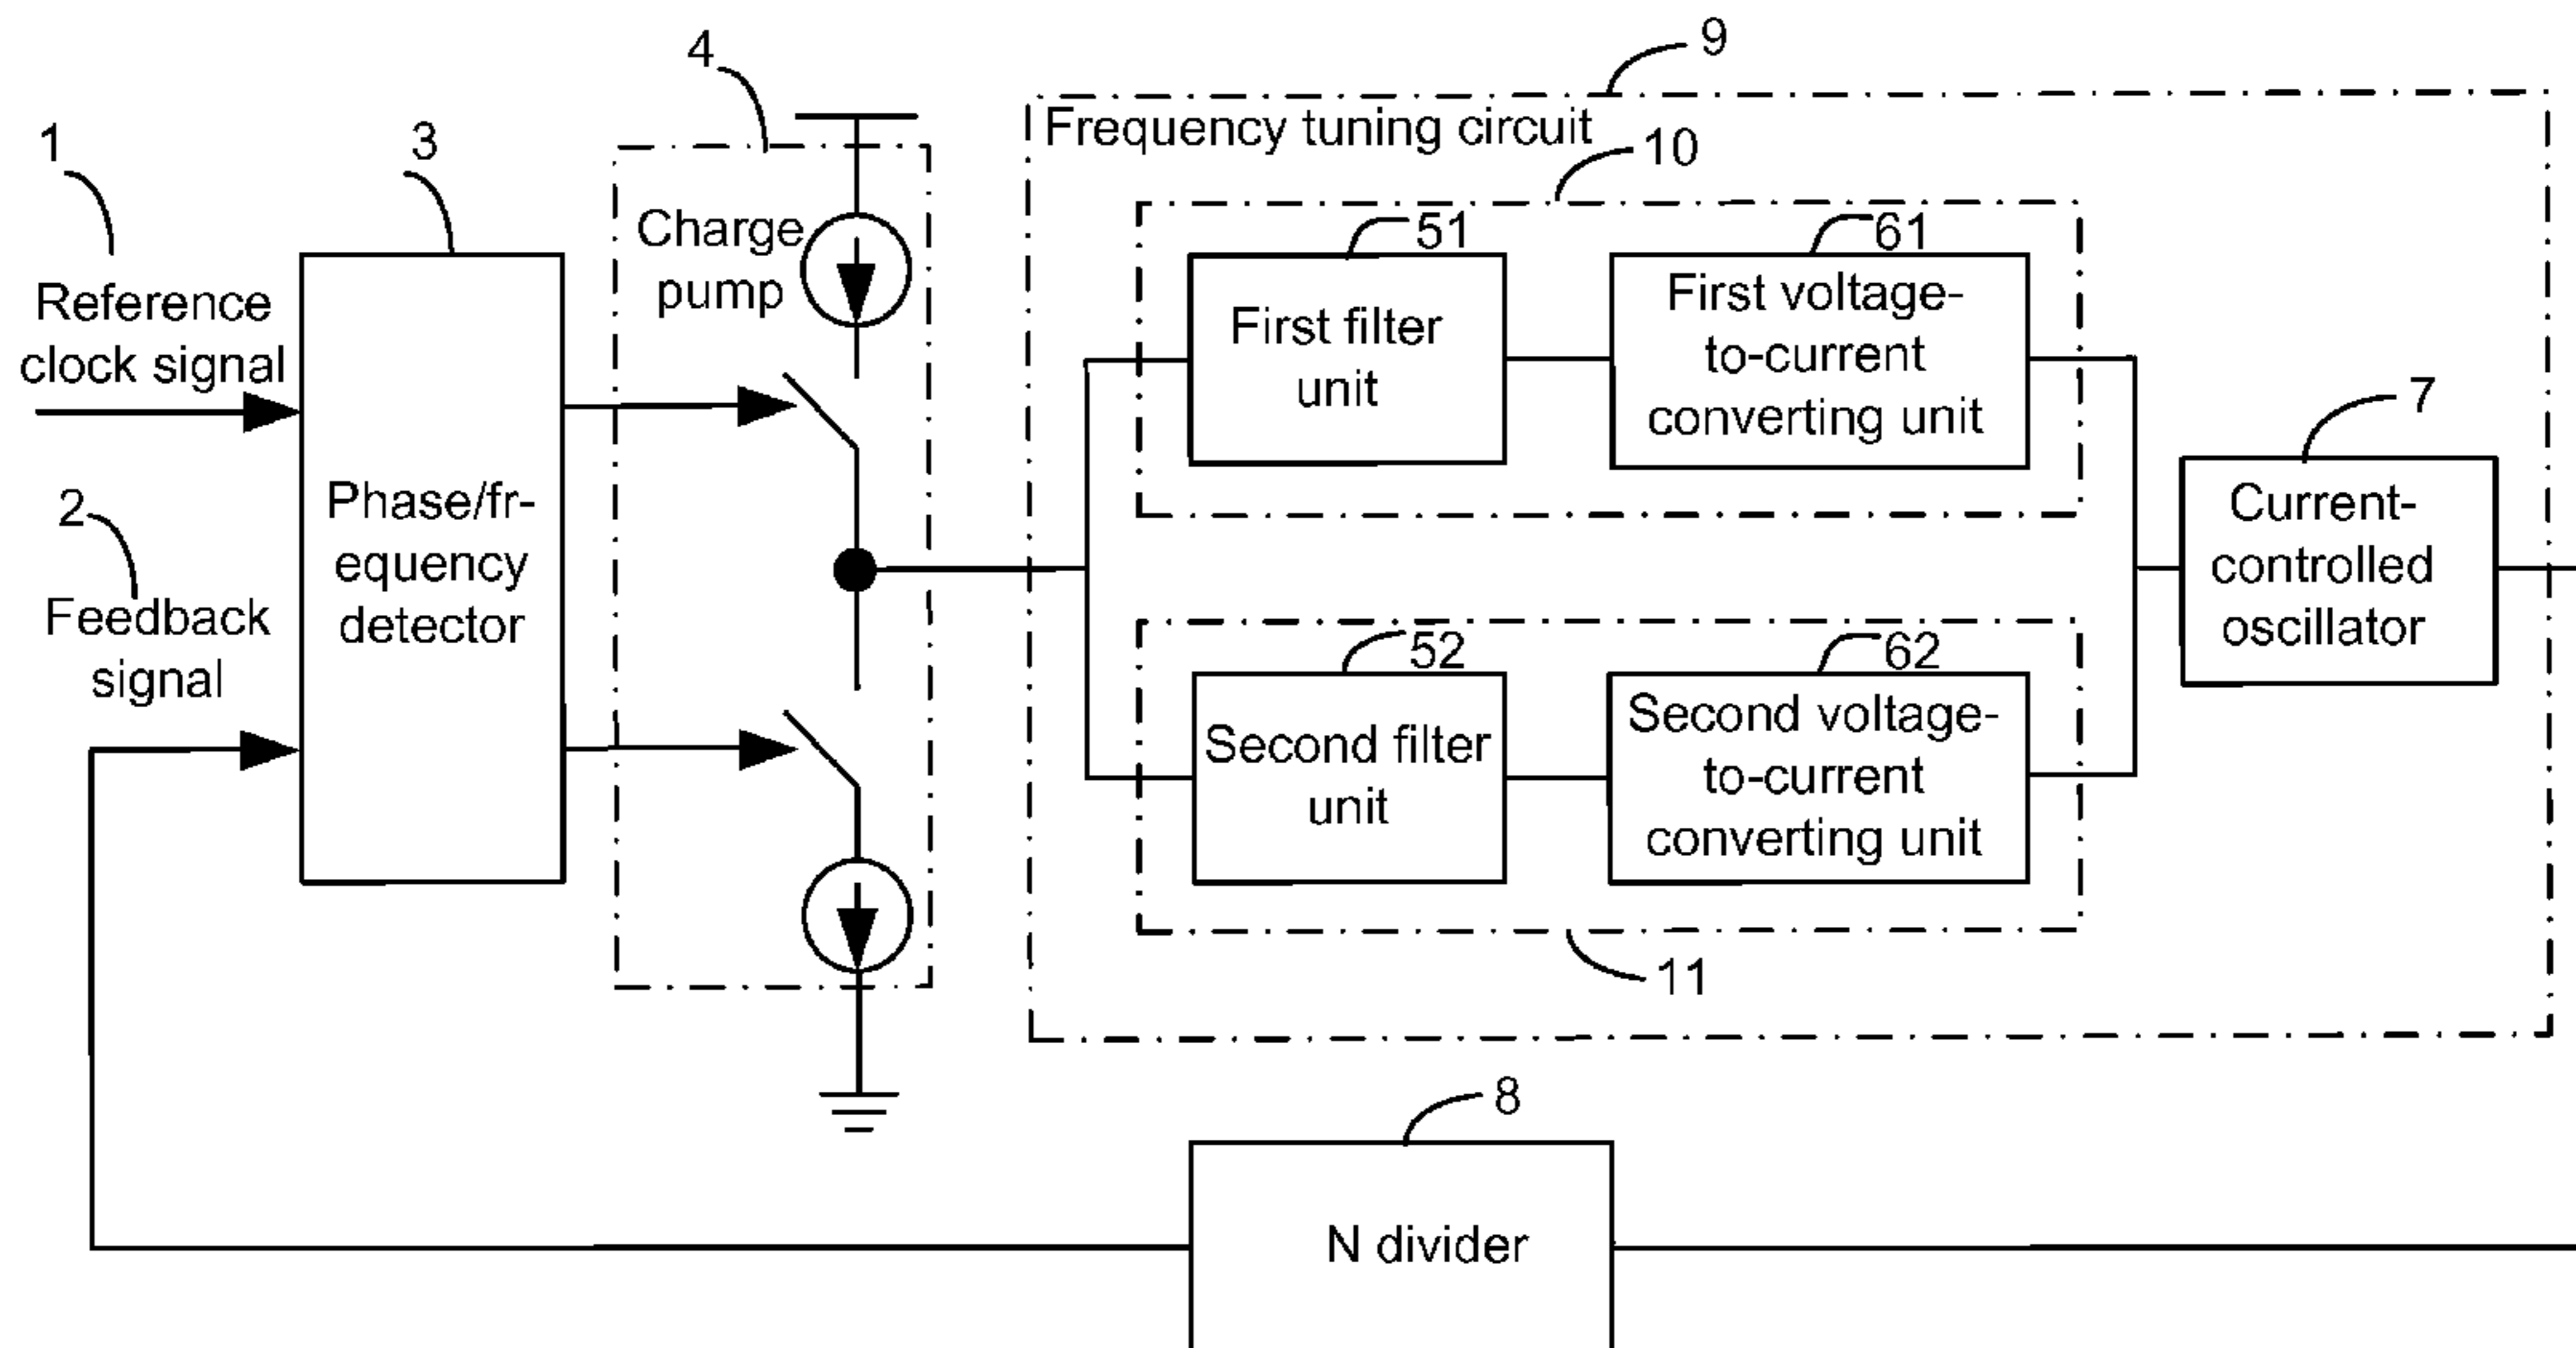 9
4
Frequency tuning circuit
1
3
10
Charge
pump
51
61
Reference
clock signal
First filter
unit
First voltage-
to-current
converting unit
7
2
Phase/fr-
equency
detector
Current-
controlled
oscillator
Feedback
signal
52
62
Second filter
unit
Second voltage-
to-current
converting unit
11
8
N divider